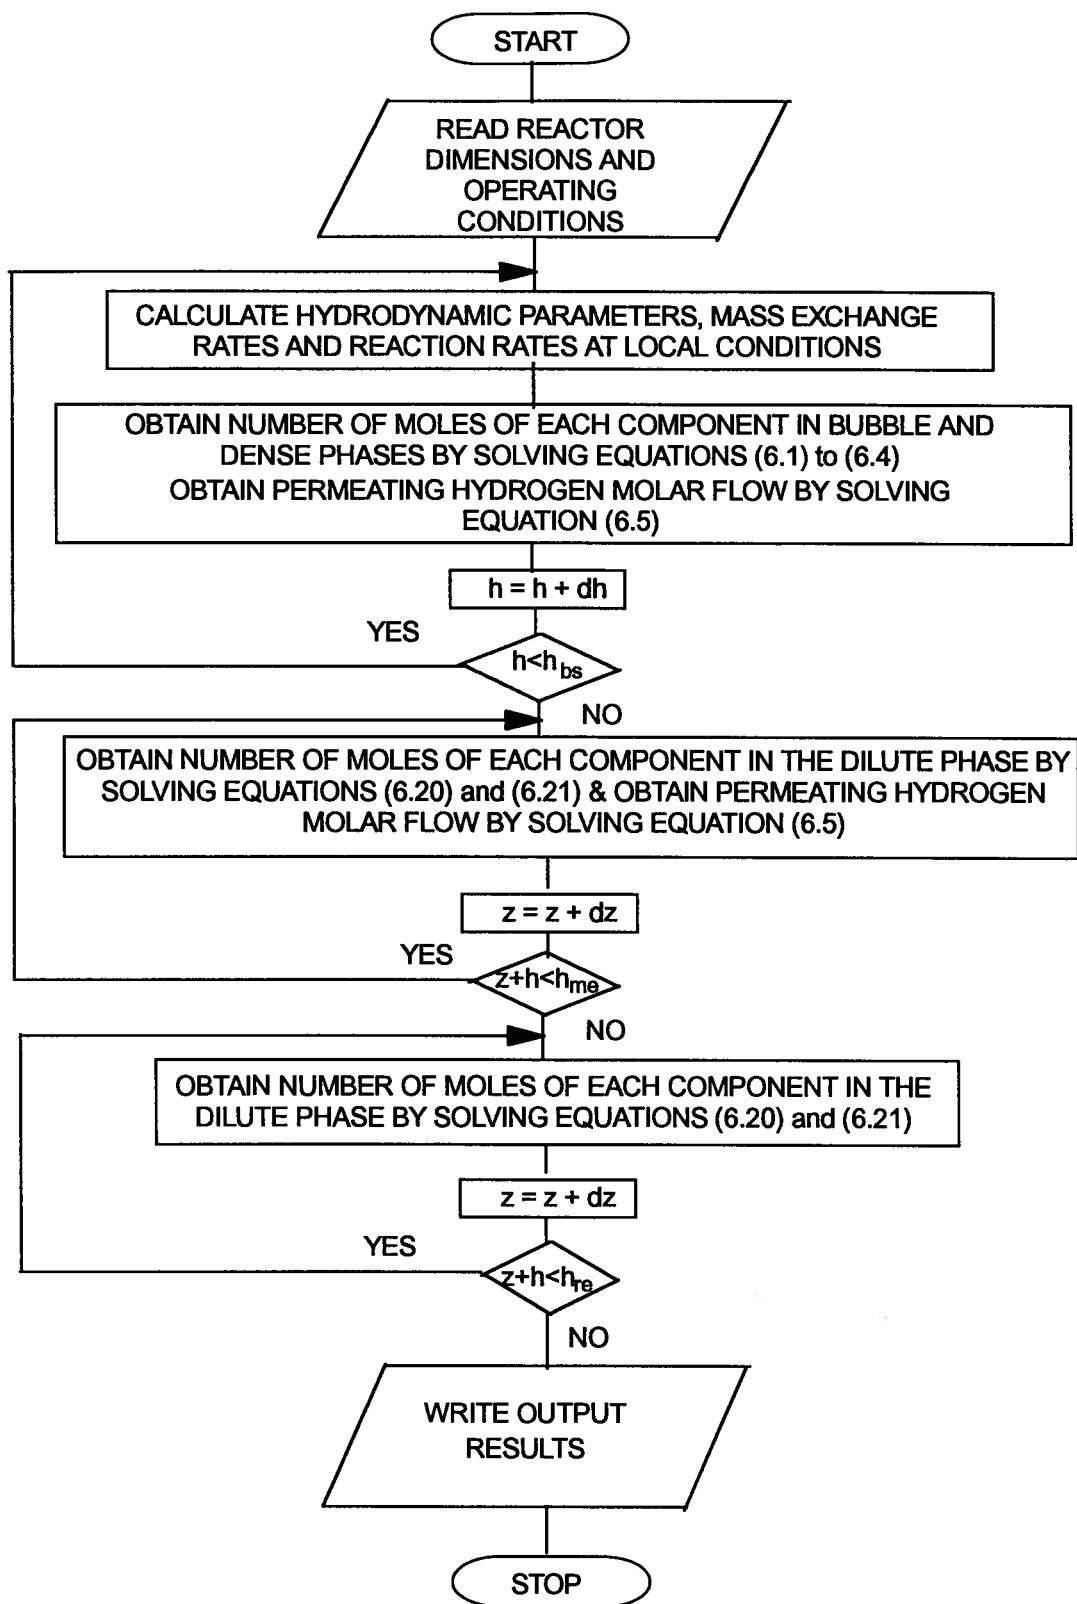 START
READ REACTOR
DIMENSIONS AND
OPERATING
CONDITIONS
CALCULATE HYDRODYNAMIC PARAMETERS, MASS EXCHANGE
RATES AND REACTION RATES AT LOCAL CONDITIONS
OBTAIN NUMBER OF MOLES OF EACH COMPONENT IN BUBBLE AND
DENSE PHASES BY SOLVING EQUATIONS (6.1) to (6.4)
OBTAIN PERMEATING HYDROGEN MOLAR FLOW BY SOLVING
EQUATION (6.5)
h = h + dh
YES
h<h_bs
NO
OBTAIN NUMBER OF MOLES OF EACH COMPONENT IN THE DILUTE PHASE BY
SOLVING EQUATIONS (6.20) and (6.21) & OBTAIN PERMEATING HYDROGEN
MOLAR FLOW BY SOLVING EQUATION (6.5)
z = z + dz
YES
z+h<h_me
NO
OBTAIN NUMBER OF MOLES OF EACH COMPONENT IN THE
DILUTE PHASE BY SOLVING EQUATIONS (6.20) and (6.21)
z = z + dz
YES
z+h<h_re
NO
WRITE OUTPUT
RESULTS
STOP